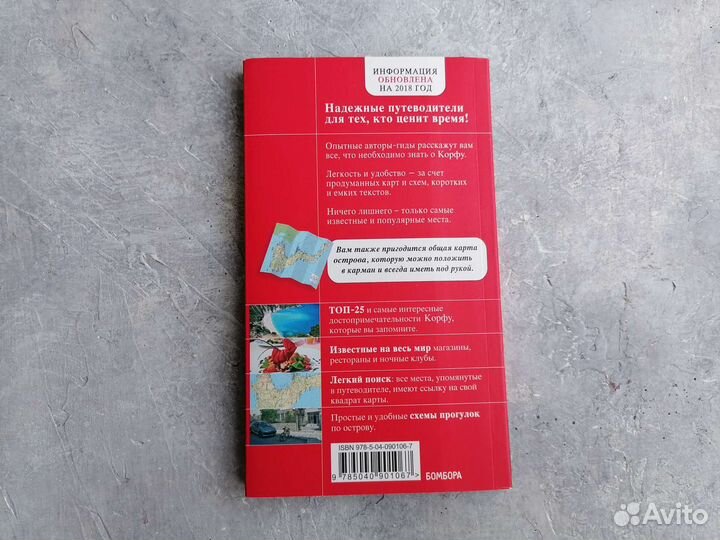 ИНФОРМАЦИЯ
ОБНОВЛЕНА
НА 2018 ГОД
Надежные путеводители
для тех, кто ценит время!
Опытные авторы-гиды расскажут вам
все, что необходимо знать о Корфу.
Легкость и удобство – за счет
продуманных карт и схем, коротких
и емких текстов.
Ничего лишнего – только самые
известные и популярные места.
Вам также пригодится общая карта
острова, которую можно положить
в карман и всегда иметь под рукой.
ТОП-25 и самые интересные
достопримечательности Корфу,
которые вы запомните.
Известные на весь мир магазины,
рестораны и ночные клубы.
Легкий поиск: все места, упомянутые
в путеводителе, имеют ссылку на свой
квадрат карты.
Простые и удобные схемы прогулок
по острову.
ISBN 978-5-04-090106-7
9 785040 901067 >
БОМБОРА
Avito